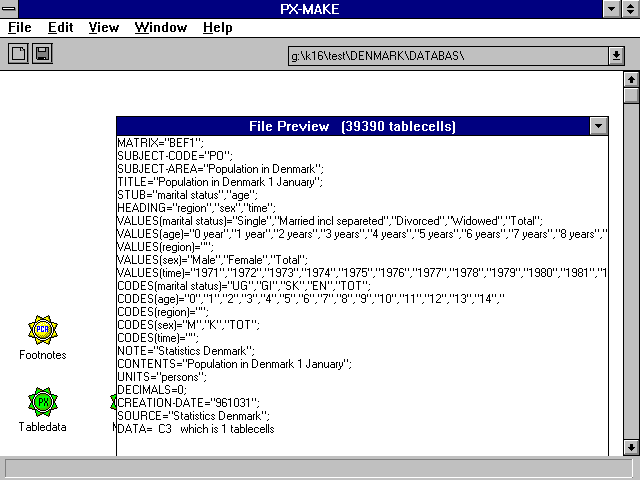 PX-MAKE
File Edit View Window Help
g:\k16\test\DENMARK\DATABAS\
File Preview (39390 tablecells)
MATRIX="BEF1";
SUBJECT-CODE="PO";
SUBJECT-AREA="Population in Denmark";
TITLE="Population in Denmark 1 January";
STUB="marital status","age";
HEADING="region","sex","time";
VALUES(marital status)="Single","Married incl separeted","Divorced","Widowed","Total";
VALUES(age)="0 year","1 year","2 years","3 years","4 years","5 years","6 years","7 years","8 years","
VALUES(region)="";
VALUES(sex)="Male","Female","Total";
VALUES(time)="1971","1972","1973","1974","1975","1976","1977","1978","1979","1980","1981","1
CODES(marital status)="UG","GI","SK","EN","TOT";
CODES(age)="0","1","2","3","4","5","6","7","8","9","10","11","12","13","14","
CODES(region)="";
CODES(sex)="M","K","TOT";
CODES(time)="";
NOTE="Statistics Denmark";
CONTENTS="Population in Denmark 1 January";
UNITS="persons";
DECIMALS=0;
CREATION-DATE="961031";
SOURCE="Statistics Denmark";
DATA= C3 which is 1 tablecells
PCA
Footnotes
PX
Tabledata